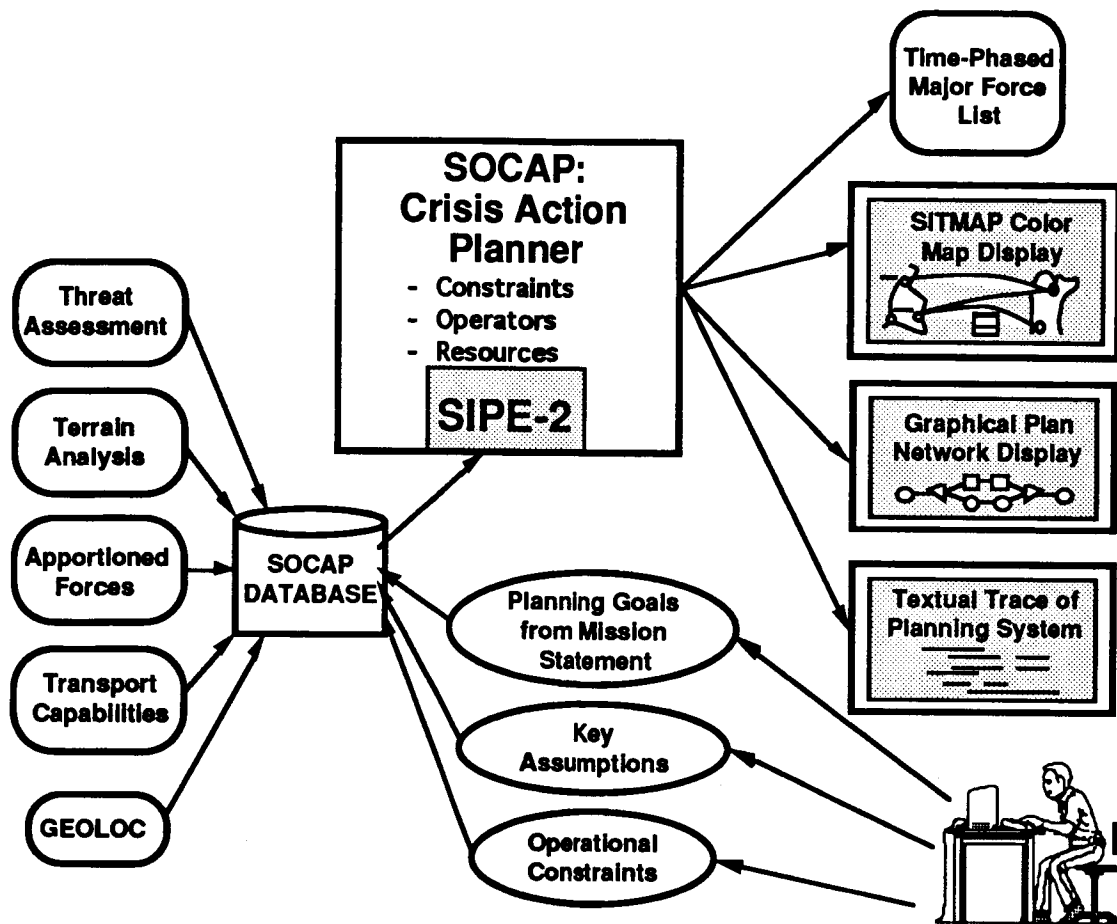 Time-Phased
Major Force
List
SOCAP:
Crisis Action
Planner
- Constraints
- Operators
- Resources
SIPE-2
SITMAP Color
Map Display
Threat
Assessment
Terrain
Analysis
Graphical Plan
Network Display
Apportioned
Forces
SOCAP
DATABASE
Planning Goals
from Mission
Statement
Textual Trace of
Planning System
Transport
Capabilities
Key
Assumptions
GEOLOC
Operational
Constraints